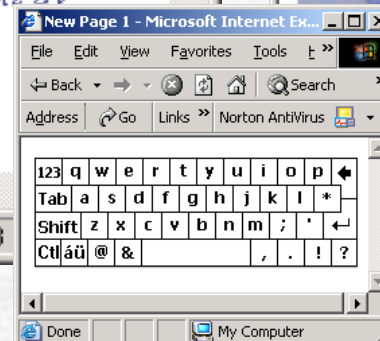 New Page 1 - Microsoft Internet Ex...
File Edit View Favorites Tools »
Back Search
Address Go Links » Norton AntiVirus
123 q w e r t y u i o p
Tab a s d f g h j k l *
Shift z x c v b n m ; '
Ctl áü @ & , . ! ?
Done My Computer